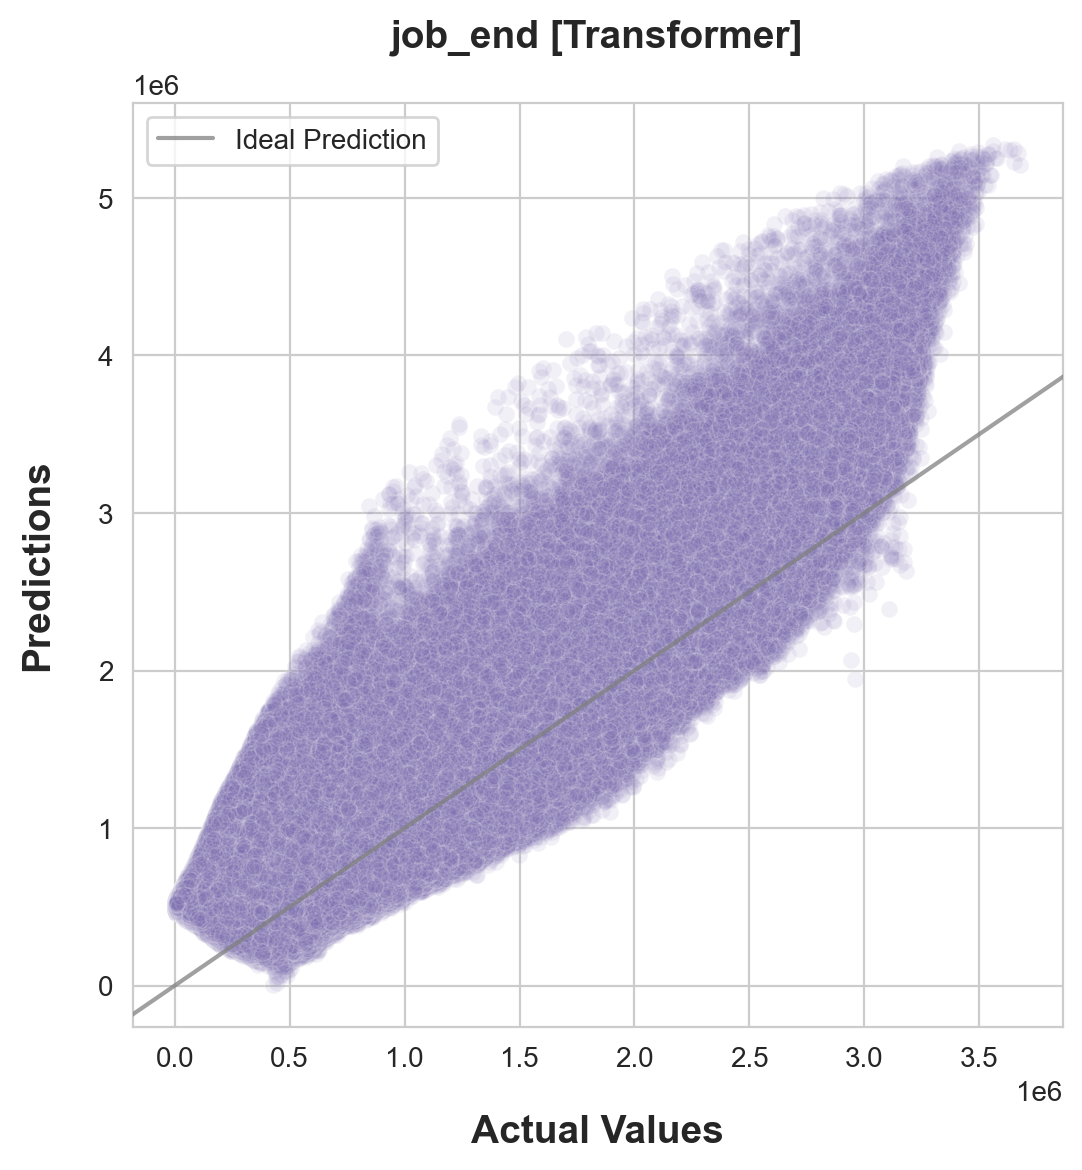 job_end [Transformer]
1e6
Ideal Prediction
5
4
3
2
1
0
Predictions
0.0 0.5 1.0 1.5 2.0 2.5 3.0 3.5
1e6
Actual Values